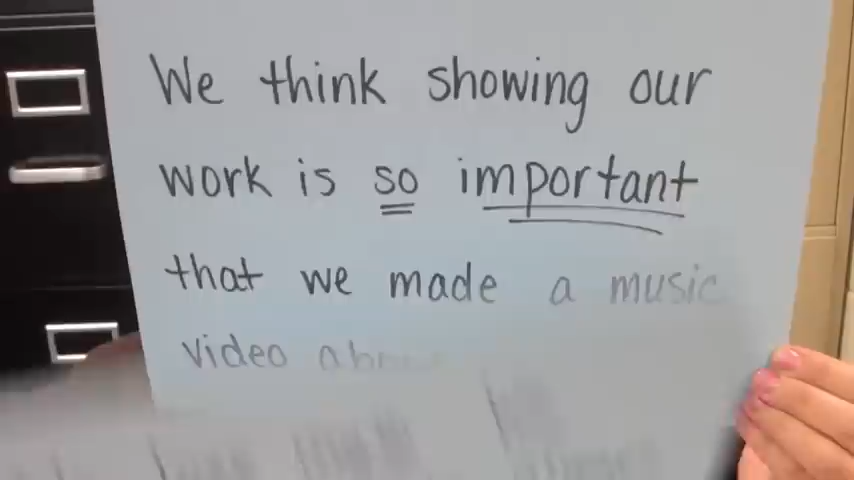 We think showing our
work is so important
that we made a music
video